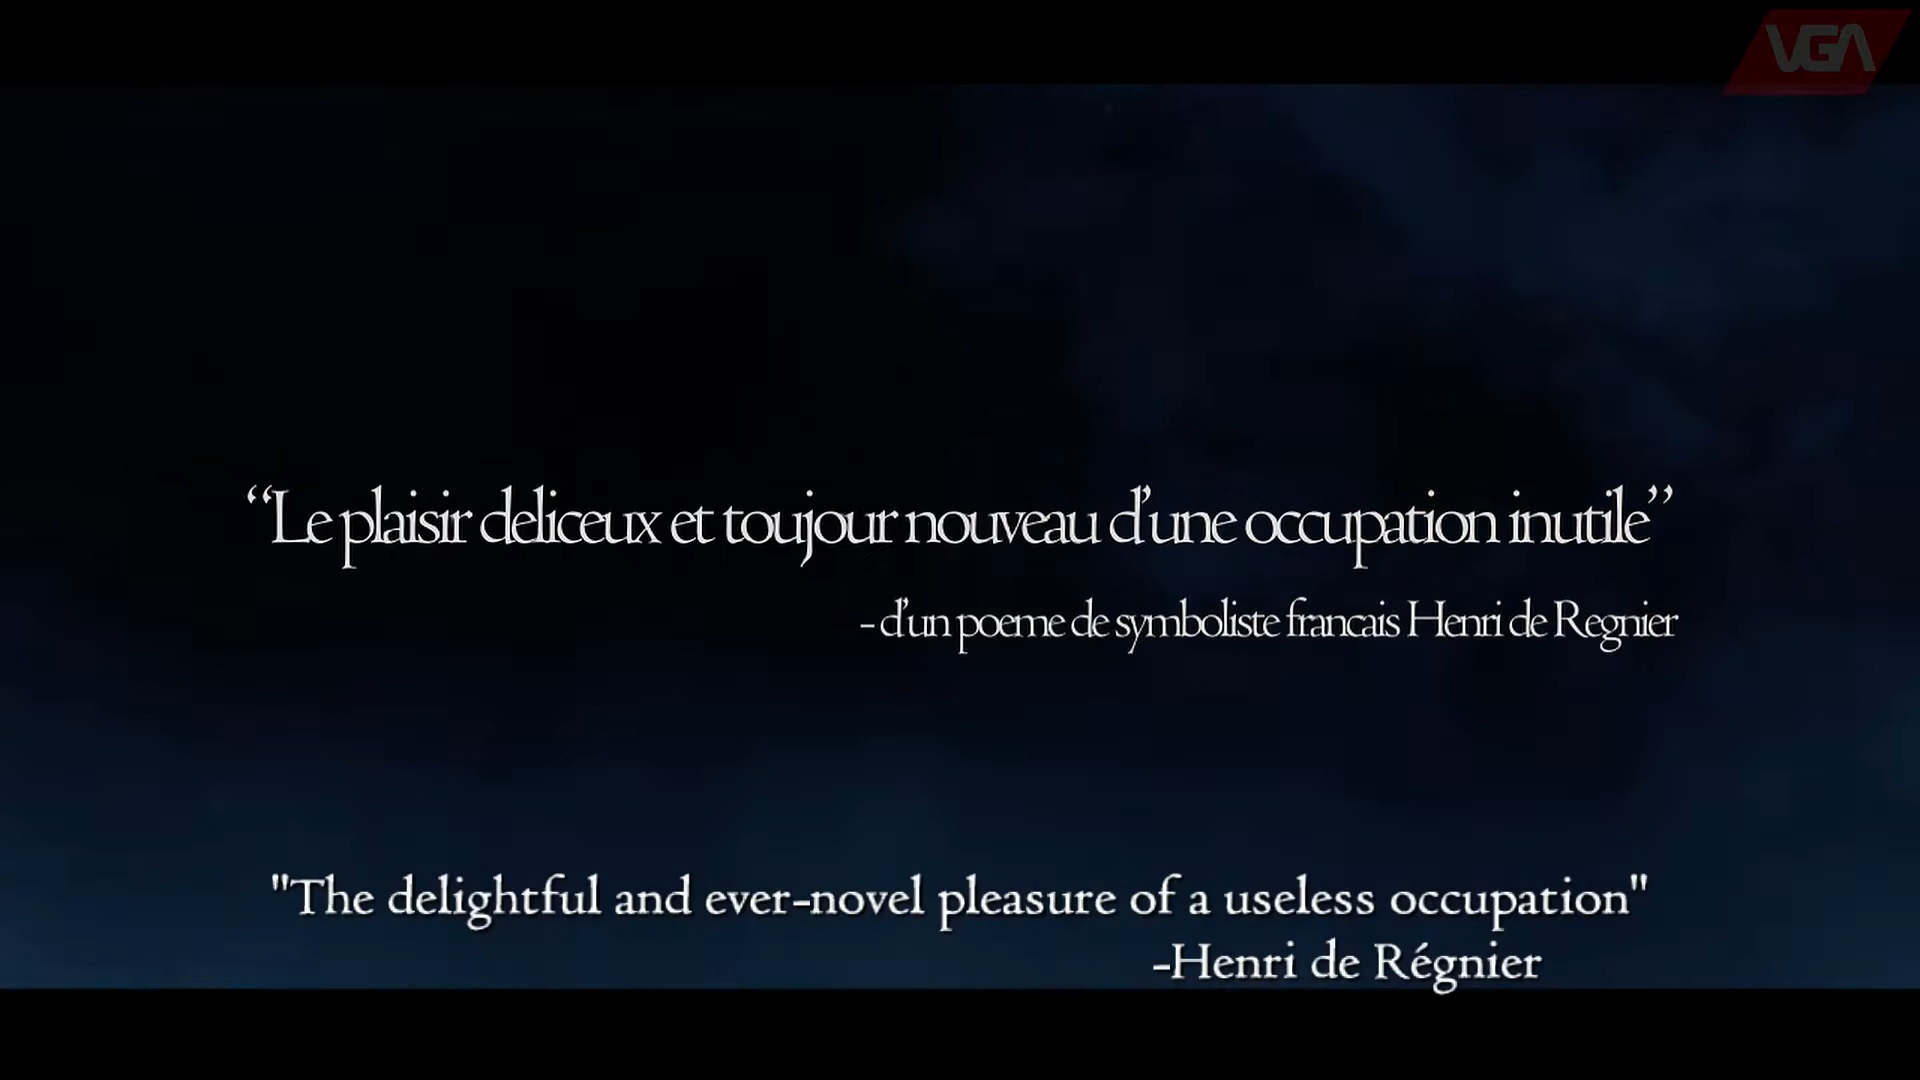 VGA
“Le plaisir deliceux et toujour nouveau d’une occupation inutile”
- d’un poeme de symboliste francais Henri de Regnier
"The delightful and ever-novel pleasure of a useless occupation"
-Henri de Régnier